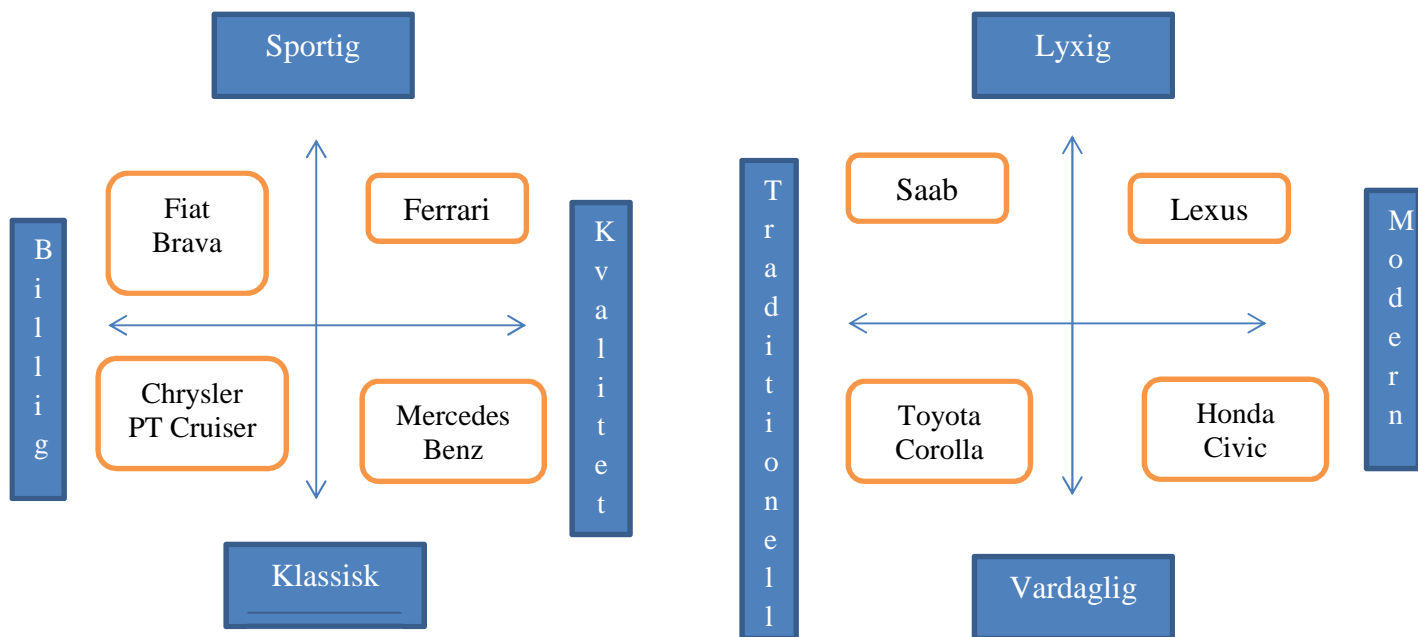 Sportig
Fiat
Brava
Ferrari
Billig
Kvalitet
Chrysler
PT Cruiser
Mercedes
Benz
Klassisk
Lyxig
Saab
Lexus
Traditionell
Modern
Toyota
Corolla
Honda
Civic
Vardaglig